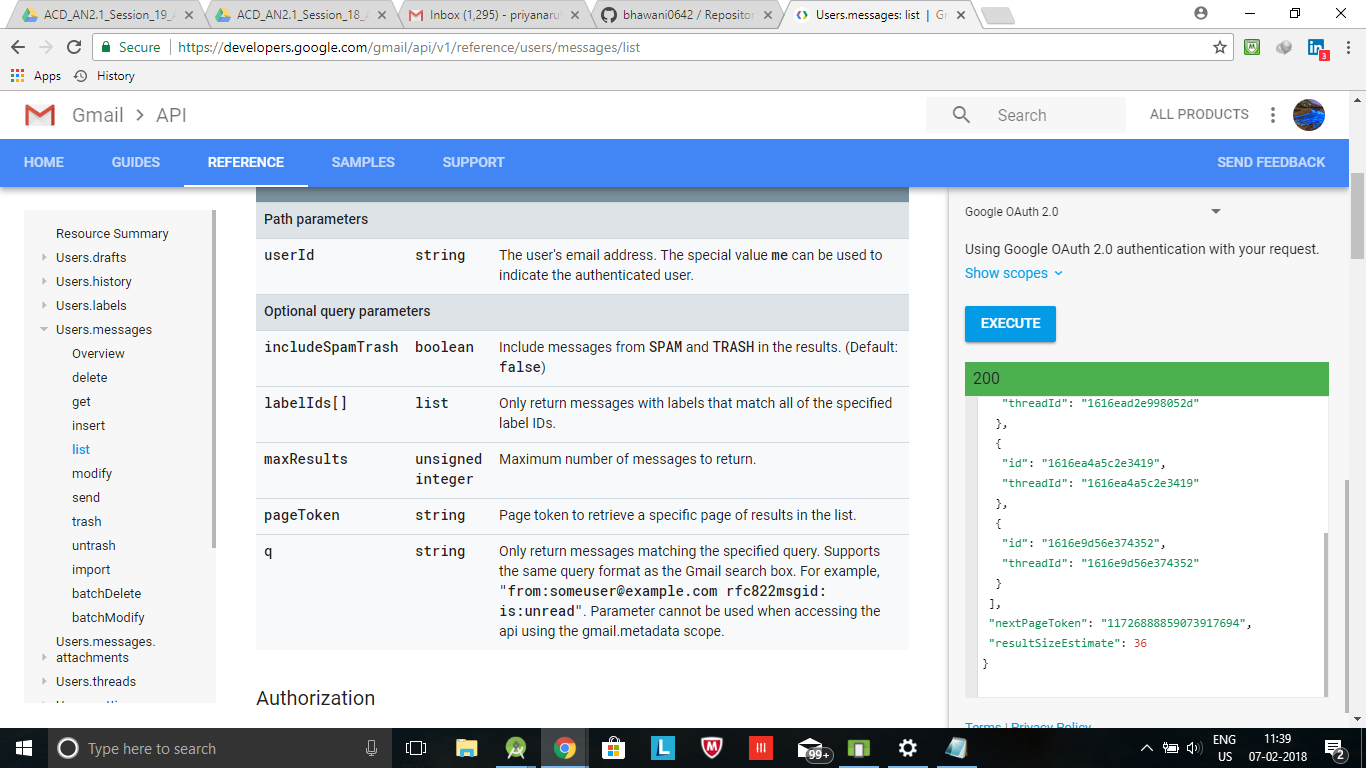 ACD_AN2.1_Session_19_A
ACD_AN2.1_Session_18_A
Inbox (1,295) - priyanaru
bhawani0642 / Repositor
Users.messages: list | Gm
Secure https://developers.google.com/gmail/api/v1/reference/users/messages/list
3
Apps History
Gmail > API
Search
ALL PRODUCTS
HOME GUIDES REFERENCE SAMPLES SUPPORT SEND FEEDBACK
Resource Summary
Users.drafts
Users.history
Users.labels
Users.messages
Overview
delete
get
insert
list
modify
send
trash
untrash
import
batchDelete
batchModify
Users.messages.
attachments
Users.threads
Path parameters
userId string The user's email address. The special value me can be used to
indicate the authenticated user.
Optional query parameters
includeSpamTrash boolean Include messages from SPAM and TRASH in the results. (Default:
false)
labelIds[] list Only return messages with labels that match all of the specified
label IDs.
maxResults unsigned Maximum number of messages to return.
integer
pageToken string Page token to retrieve a specific page of results in the list.
q string Only return messages matching the specified query. Supports
the same query format as the Gmail search box. For example,
"from:someuser@example.com rfc822msgid:
is:unread". Parameter cannot be used when accessing the
api using the gmail.metadata scope.
Authorization
Google OAuth 2.0
Using Google OAuth 2.0 authentication with your request.
Show scopes
EXECUTE
200
"threadId": "1616ead2e998052d"
},
{
"id": "1616ea4a5c2e3419",
"threadId": "1616ea4a5c2e3419"
},
{
"id": "1616e9d56e374352",
"threadId": "1616e9d56e374352"
}
],
"nextPageToken": "11726888859073917694",
"resultSizeEstimate": 36
}
Terms | Privacy Policy
Type here to search
L
99+
ENG
US
11:39
07-02-2018
2